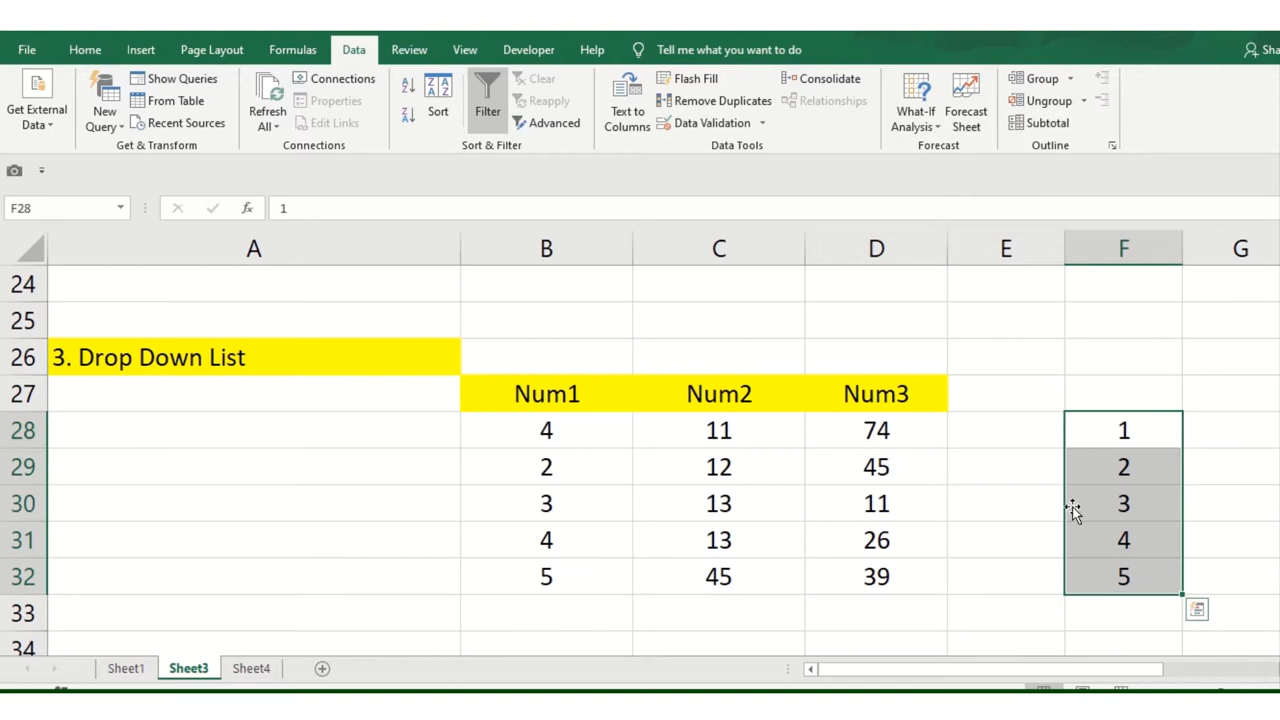 File Home Insert Page Layout Formulas Data Review View Developer Help Tell me what you want to do
Get External Data
New Query
Show Queries
From Table
Recent Sources
Get & Transform
Refresh All
Connections
Properties
Edit Links
Connections
Sort
Filter
Clear
Reapply
Advanced
Sort & Filter
Text to Columns
Flash Fill
Remove Duplicates
Data Validation
Consolidate
Relationships
Data Tools
What-If Analysis
Forecast Sheet
Forecast
Group
Ungroup
Subtotal
Outline
F28 fx 1
A B C D E F G
24
25
26 3. Drop Down List
27 Num1 Num2 Num3
28 4 11 74 1
29 2 12 45 2
30 3 13 11 3
31 4 13 26 4
32 5 45 39 5
33
34
Sheet1 Sheet3 Sheet4